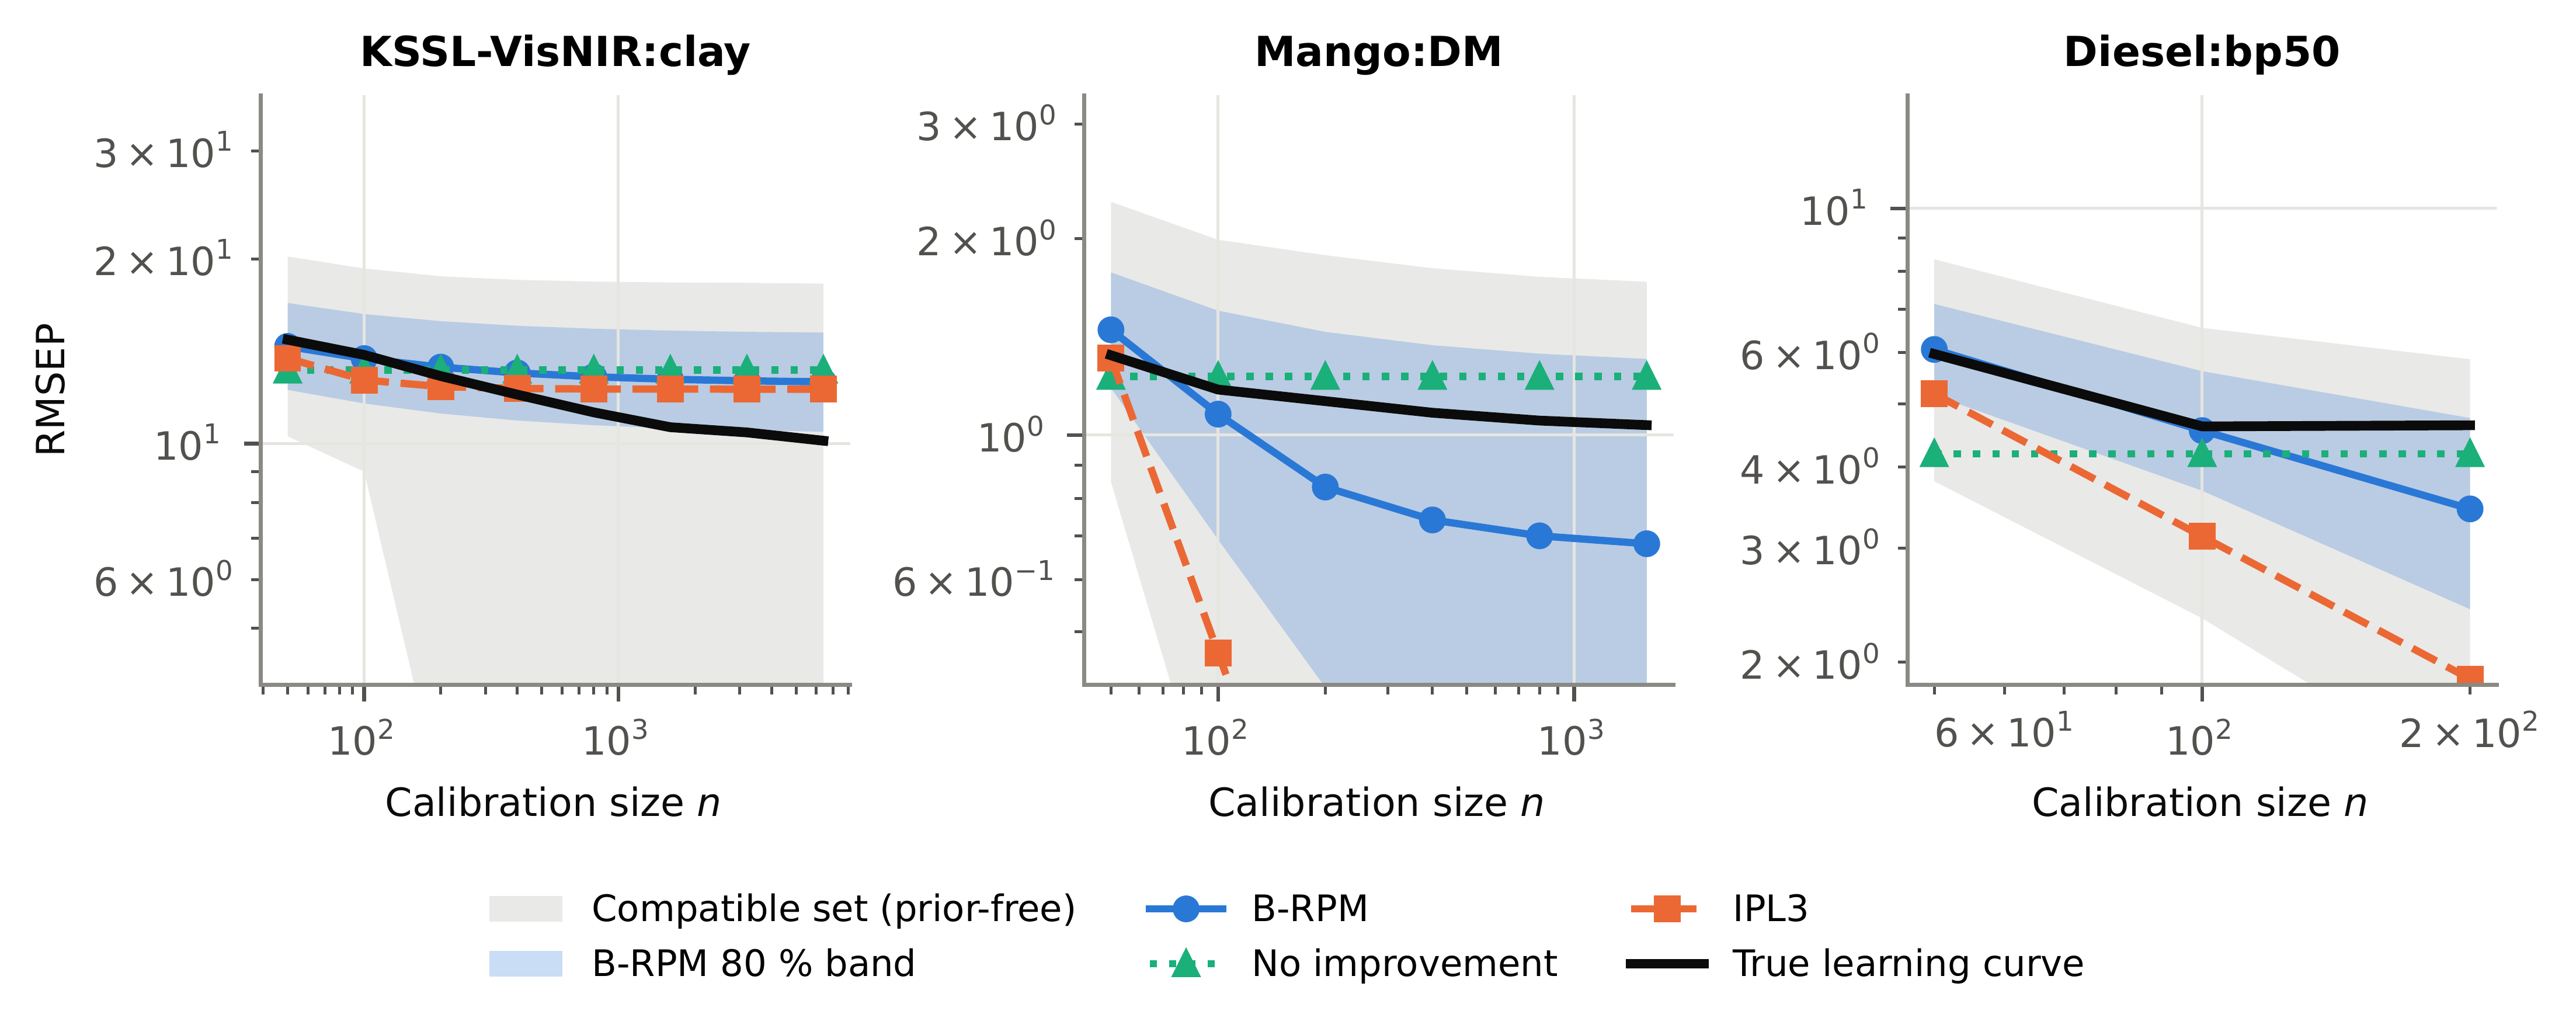 KSSL-VisNIR:clay
Mango:DM
Diesel:bp50
RMSEP
3 × 10¹
2 × 10¹
10¹
6 × 10⁰
10²
10³
Calibration size n
3 × 10⁰
2 × 10⁰
10⁰
6 × 10⁻¹
10²
10³
Calibration size n
10¹
6 × 10⁰
4 × 10⁰
3 × 10⁰
2 × 10⁰
6 × 10¹
10²
2 × 10²
Calibration size n
Compatible set (prior-free)
B-RPM 80 % band
B-RPM
No improvement
IPL3
True learning curve